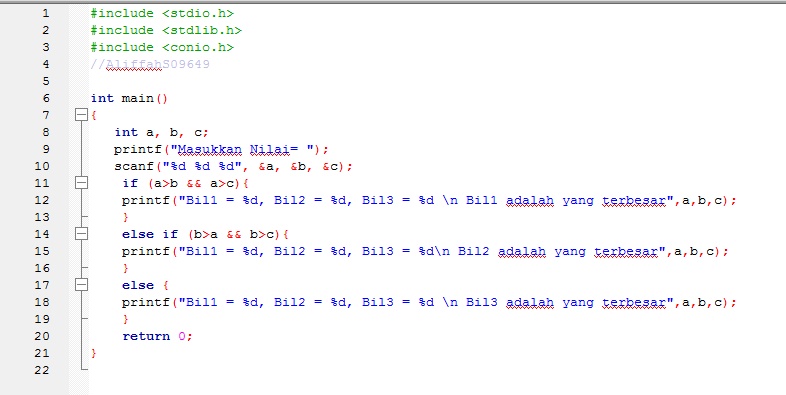 1 #include <stdio.h>
2 #include <stdlib.h>
3 #include <conio.h>
4 //AliffahS09649
5
6 int main()
7 {
8 int a, b, c;
9 printf("Masukkan Nilai= ");
10 scanf("%d %d %d", &a, &b, &c);
11 if (a>b && a>c){
12 printf("Bil1 = %d, Bil2 = %d, Bil3 = %d \n Bil1 adalah yang terbesar",a,b,c);
13 }
14 else if (b>a && b>c){
15 printf("Bil1 = %d, Bil2 = %d, Bil3 = %d\n Bil2 adalah yang terbesar",a,b,c);
16 }
17 else {
18 printf("Bil1 = %d, Bil2 = %d, Bil3 = %d \n Bil3 adalah yang terbesar",a,b,c);
19 }
20 return 0;
21 }
22